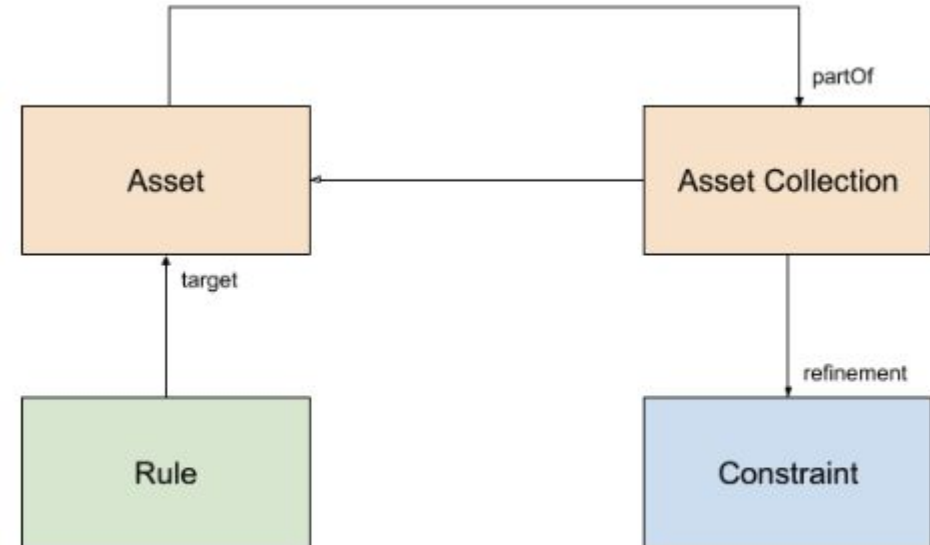 partOf
Asset
Asset Collection
target
refinement
Rule
Constraint